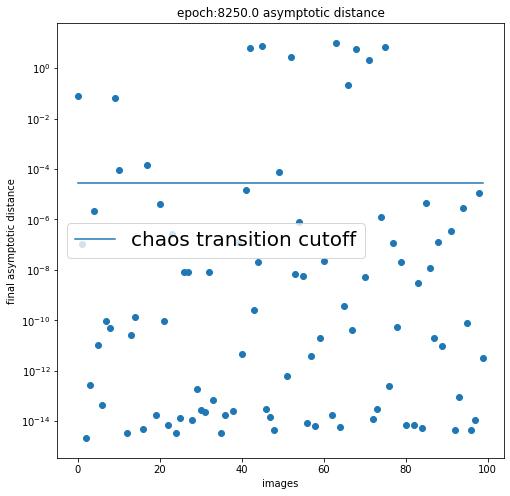 epoch:8250.0 asymptotic distance
final asymptotic distance
10^0
10^-2
10^-4
10^-6
10^-8
10^-10
10^-12
10^-14
chaos transition cutoff
0 20 40 60 80 100
images